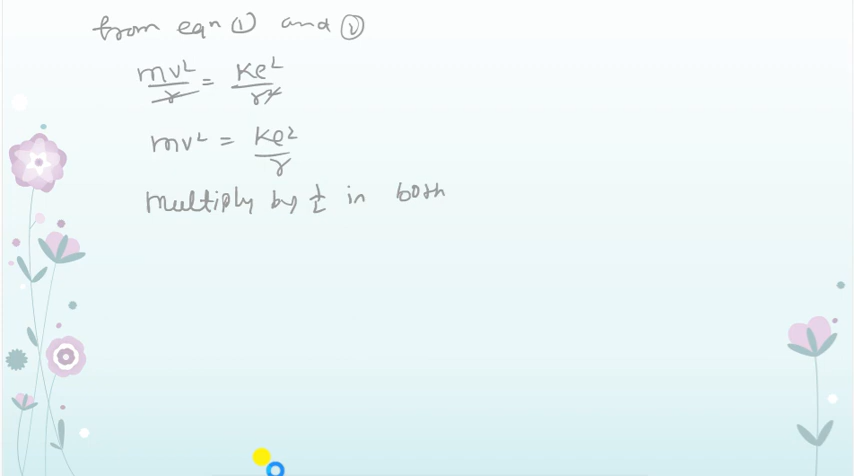 from eqn ① and ②
mv²/r = Ke²/r²
mv² = Ke²/r
Multiply by ½ in both